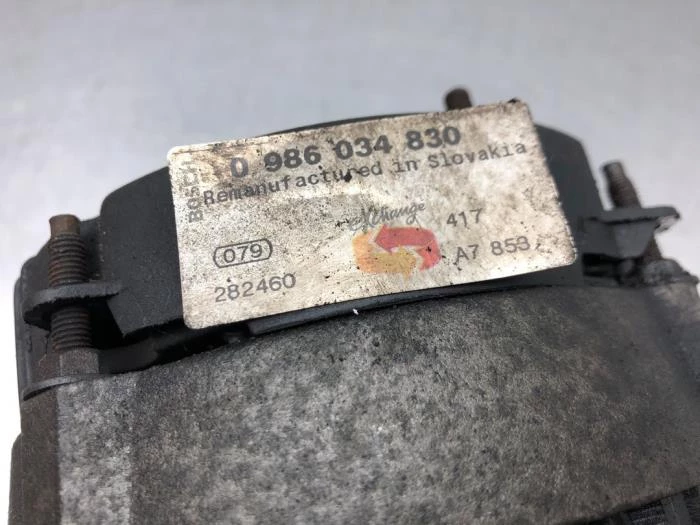 BOSCH
0 986 034 830
Remanufactured in Slovakia
eXchange
417
079
A7 853
282460